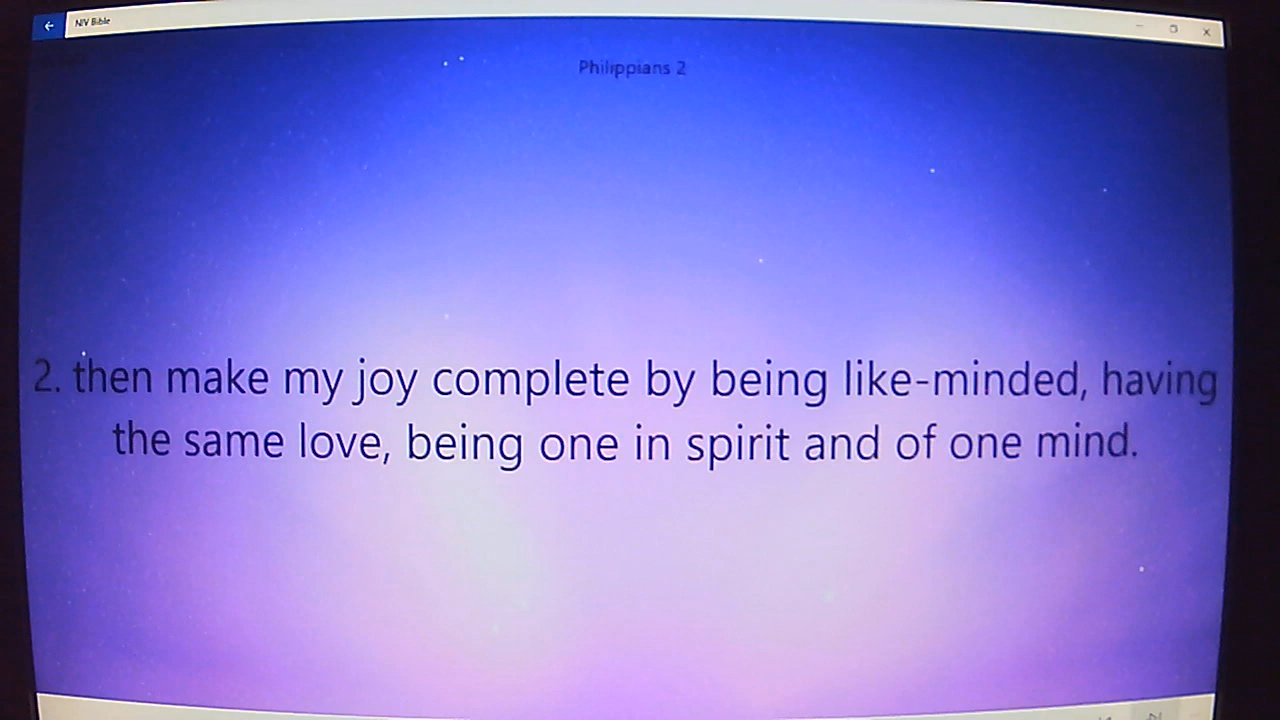 NIV Bible
Philippians 2
2. then make my joy complete by being like-minded, having
the same love, being one in spirit and of one mind.